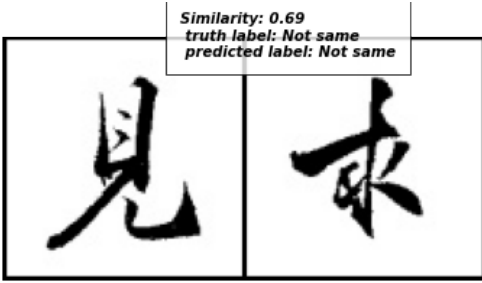 Similarity: 0.69
truth label: Not same
predicted label: Not same
見 求